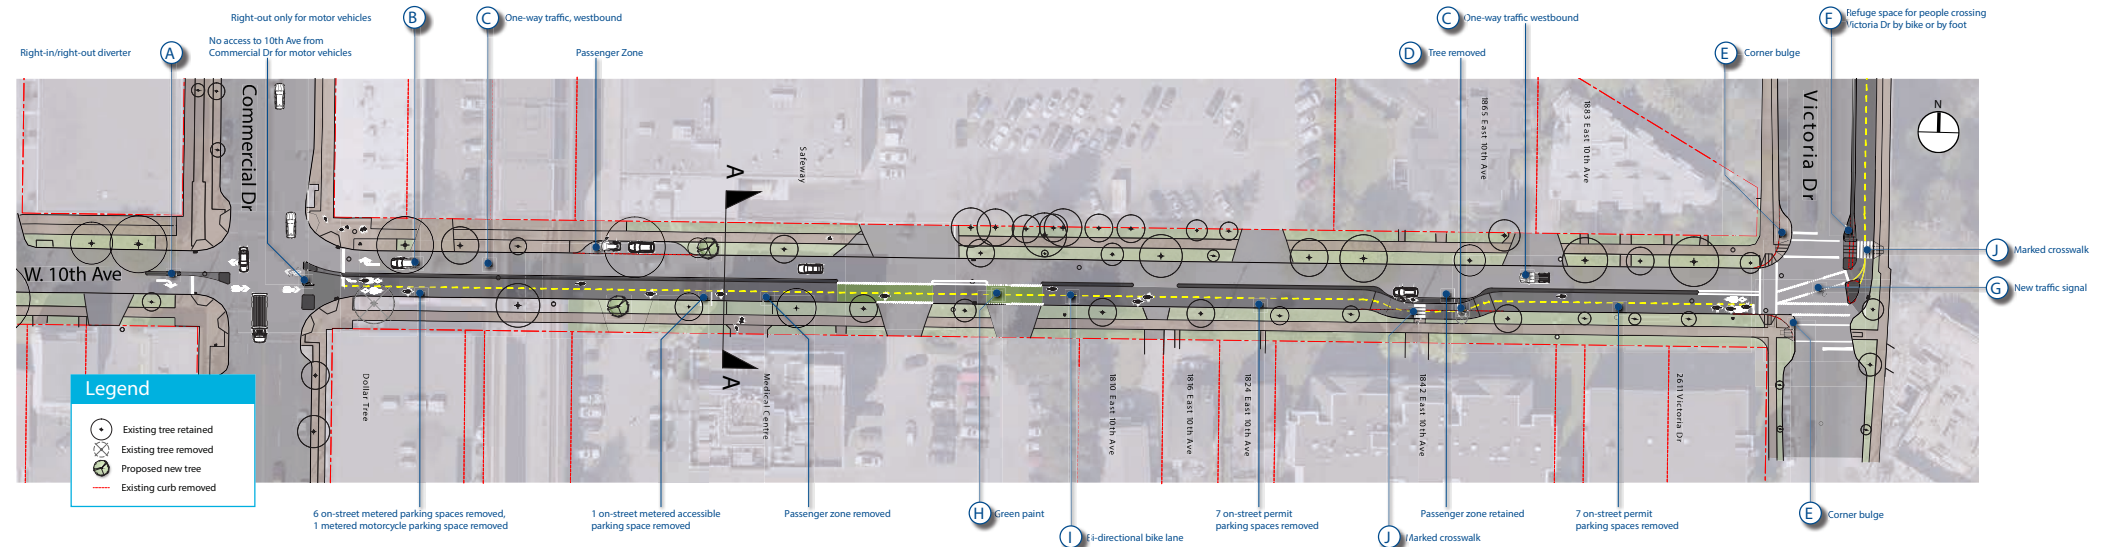 Right-out only for motor vehicles
B
C
One-way traffic, westbound
C
One-way traffic westbound
F
Refuge space for people crossing
Victoria Dr by bike or by foot
Right-in/right-out diverter
A
No access to 10th Ave from
Commercial Dr for motor vehicles
Passenger Zone
D
Tree removed
E
Corner bulge
Commercial Dr
Safeway
1865 East 10th Ave
1883 East 10th Ave
Victoria Dr
N
A
W. 10th Ave
J
Marked crosswalk
G
New traffic signal
A
Dollar Tree
Medical Centre
1810 East 10th Ave
1816 East 10th Ave
1824 East 10th Ave
1842 East 10th Ave
2611 Victoria Dr
Legend
Existing tree retained
Existing tree removed
Proposed new tree
Existing curb removed
6 on-street metered parking spaces removed,
1 metered motorcycle parking space removed
1 on-street metered accessible
parking space removed
Passenger zone removed
H
Green paint
I
Bi-directional bike lane
7 on-street permit
parking spaces removed
J
Marked crosswalk
Passenger zone retained
7 on-street permit
parking spaces removed
E
Corner bulge